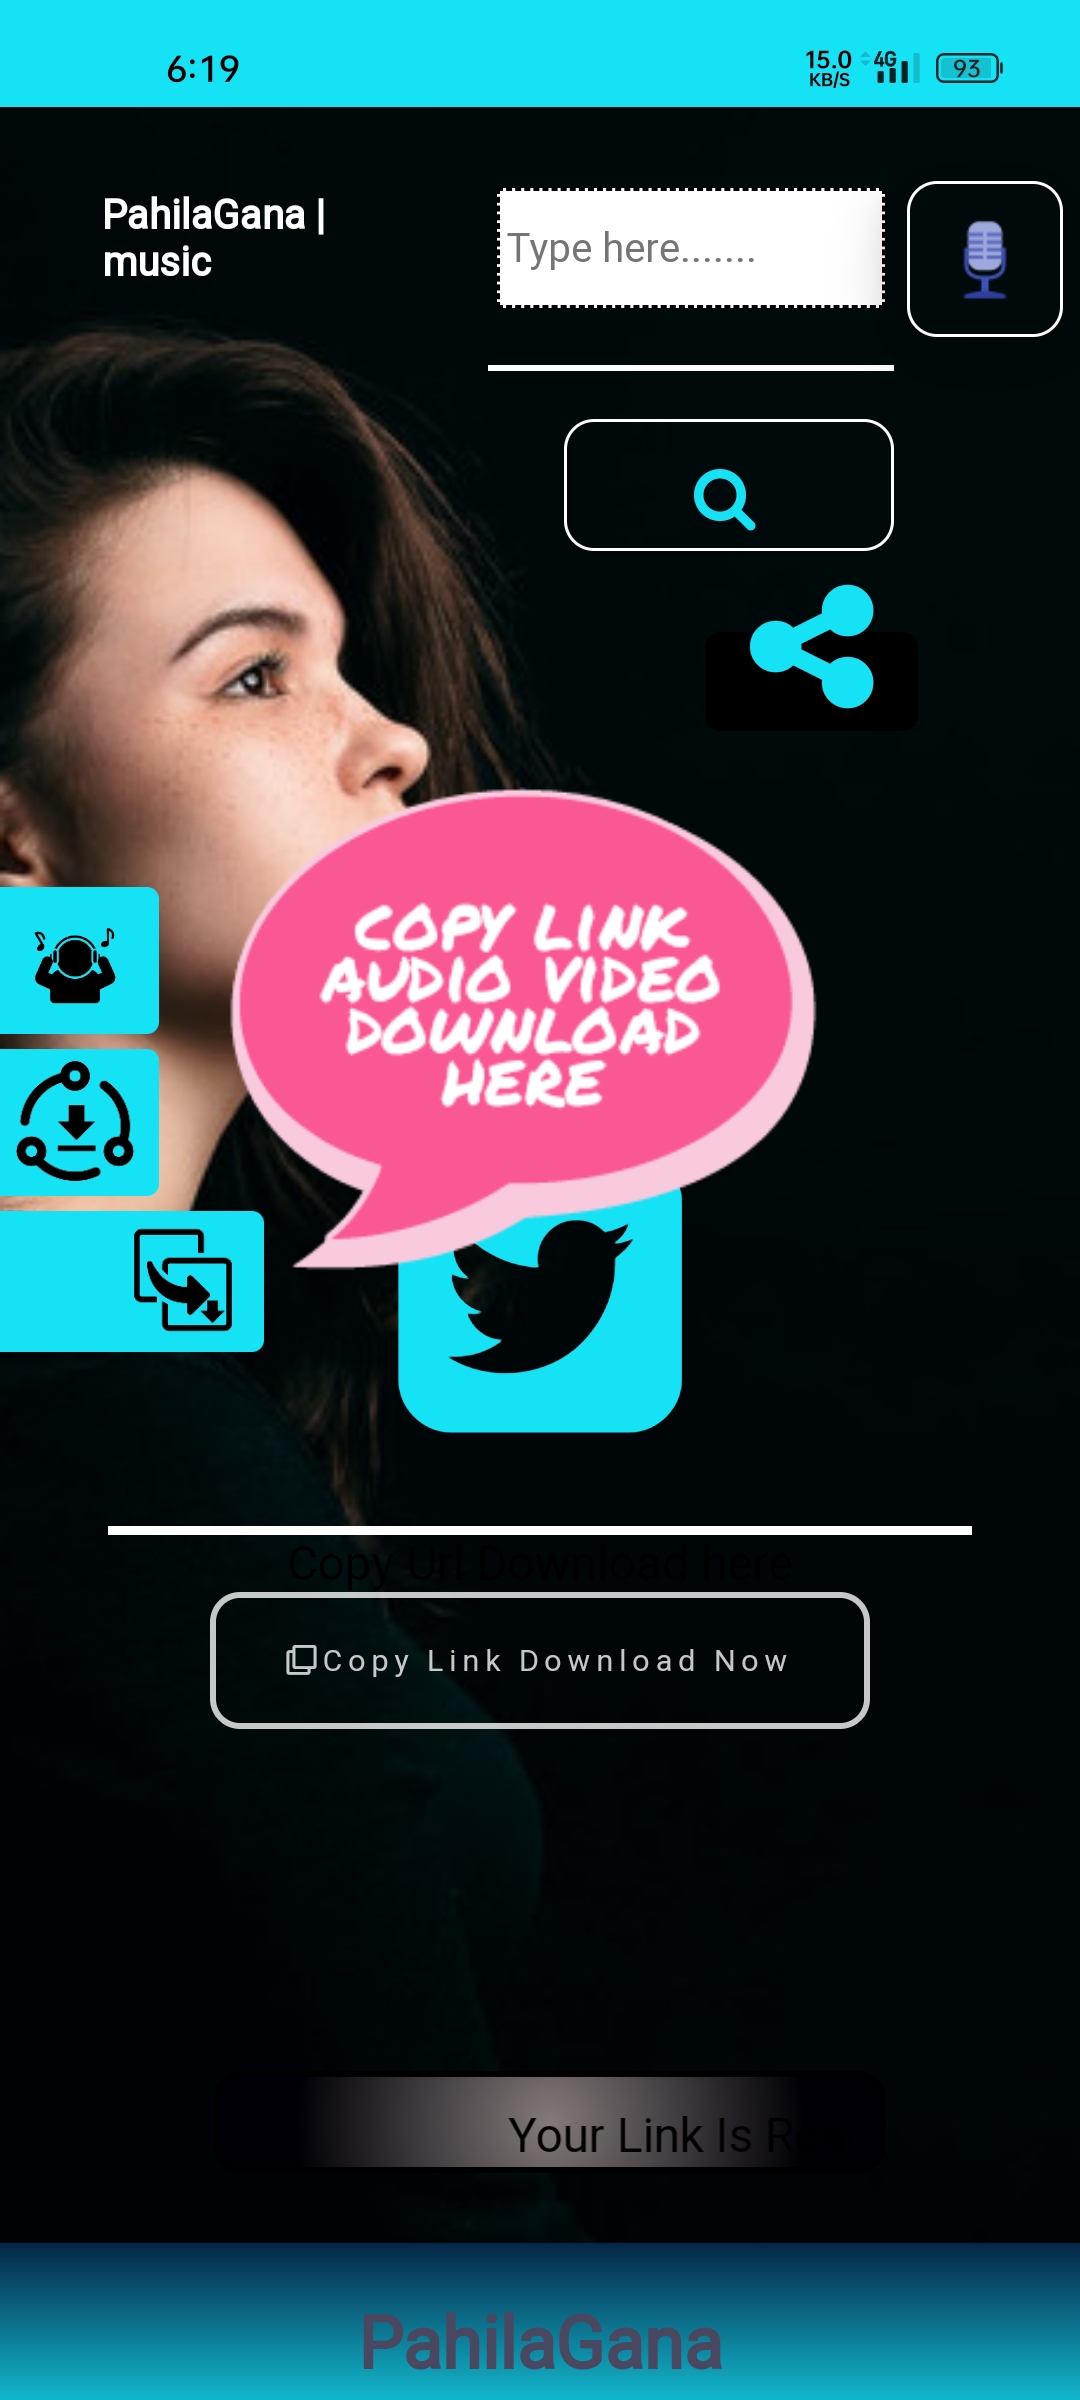 6:19
15.0
KB/S
4G
93
PahilaGana |
music
Type here.......
COPY LINK
AUDIO VIDEO
DOWNLOAD
HERE
Copy Url Download here
Copy Link Download Now
Your Link Is R
PahilaGana